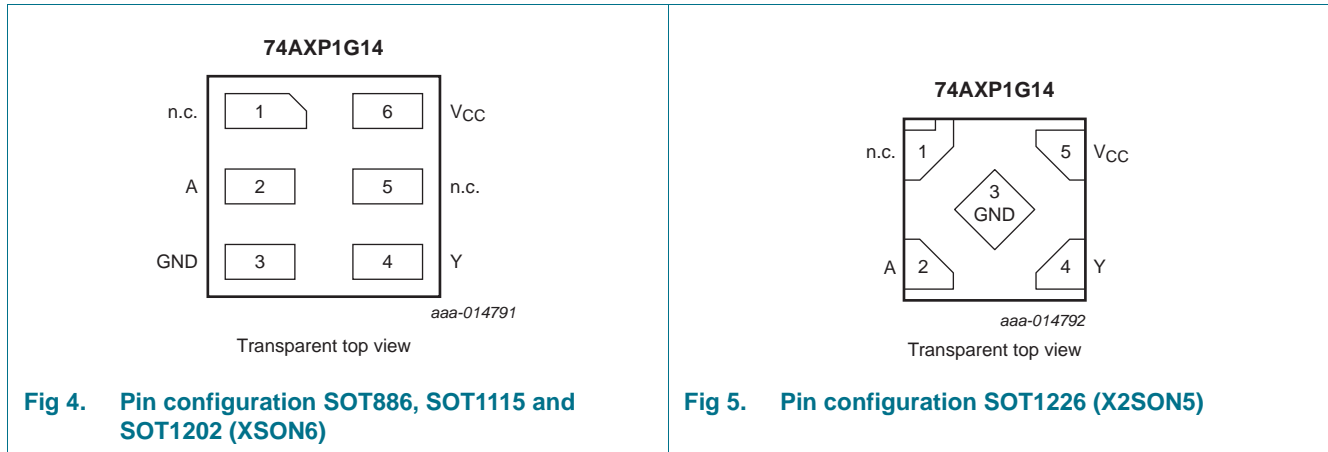 74AXP1G14
n.c. 1 6 VCC
A 2 5 n.c.
GND 3 4 Y
aaa-014791
Transparent top view
Fig 4. Pin configuration SOT886, SOT1115 and
SOT1202 (XSON6)
74AXP1G14
n.c. 1 5 VCC
3
GND
A 2 4 Y
aaa-014792
Transparent top view
Fig 5. Pin configuration SOT1226 (X2SON5)